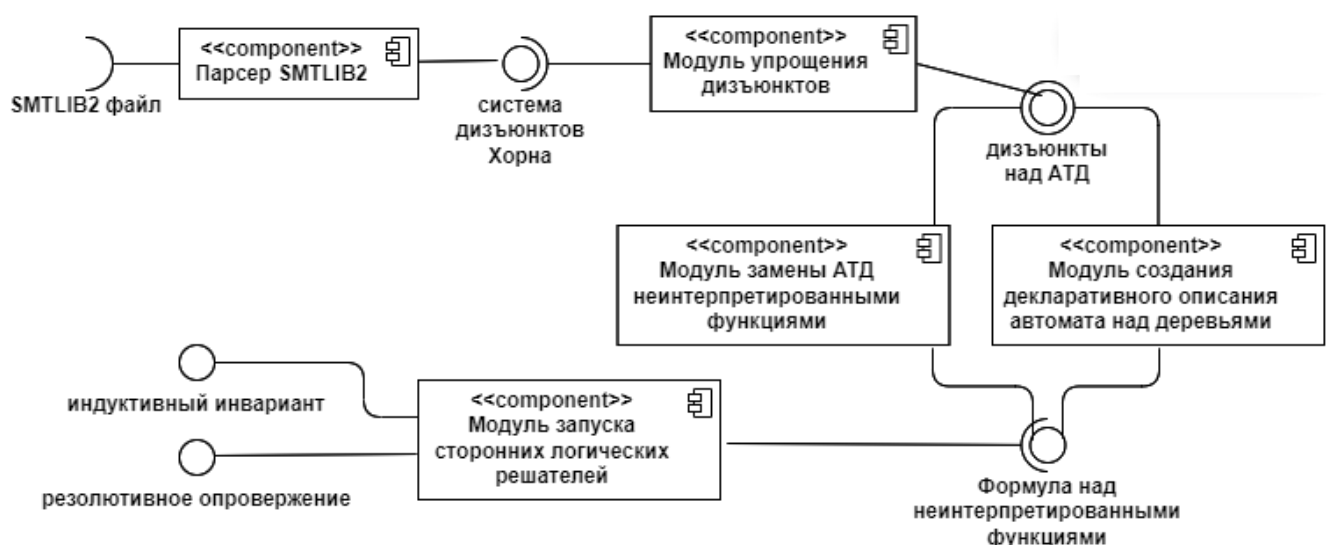 <<component>>
Парсер SMTLIB2
SMTLIB2 файл
система
дизъюнктов
Хорна
<<component>>
Модуль упрощения
дизъюнктов
дизъюнкты
над АТД
<<component>>
Модуль замены АТД
неинтерпретированными
функциями
<<component>>
Модуль создания
декларативного описания
автомата над деревьями
индуктивный инвариант
резолютивное опровержение
<<component>>
Модуль запуска
сторонних логических
решателей
Формула над
неинтерпретированными
функциями